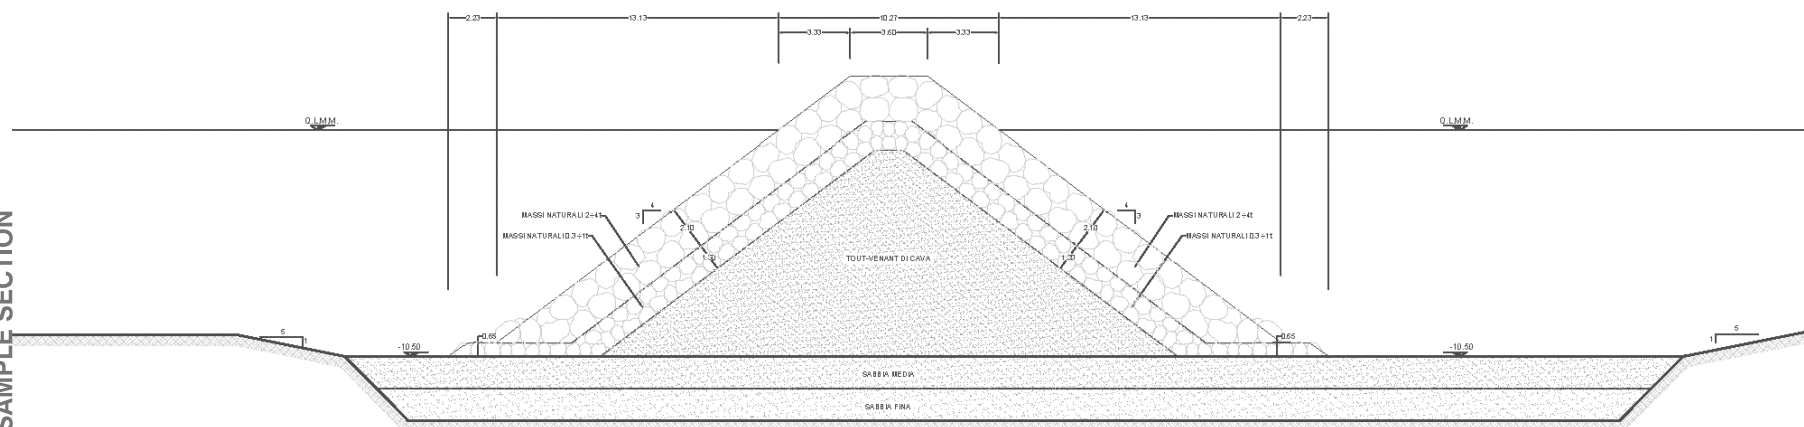 2.23 13.13 10.27 13.13 2.23
3.33 3.60 3.33
Q.L.M.M. Q.L.M.M.
4 4
3 3
MASSI NATURALI 2÷4t MASSI NATURALI 2÷4t
2.10 2.10
MASSI NATURALI 0.3÷1t MASSI NATURALI 0.3÷1t
1.30 1.30
TOUT-VENANT DI CAVA
5 5
1 1
0.65 0.65
-10.50 -10.50
SABBIA MEDIA
SABBIA FINA
SAMPLE SECTION